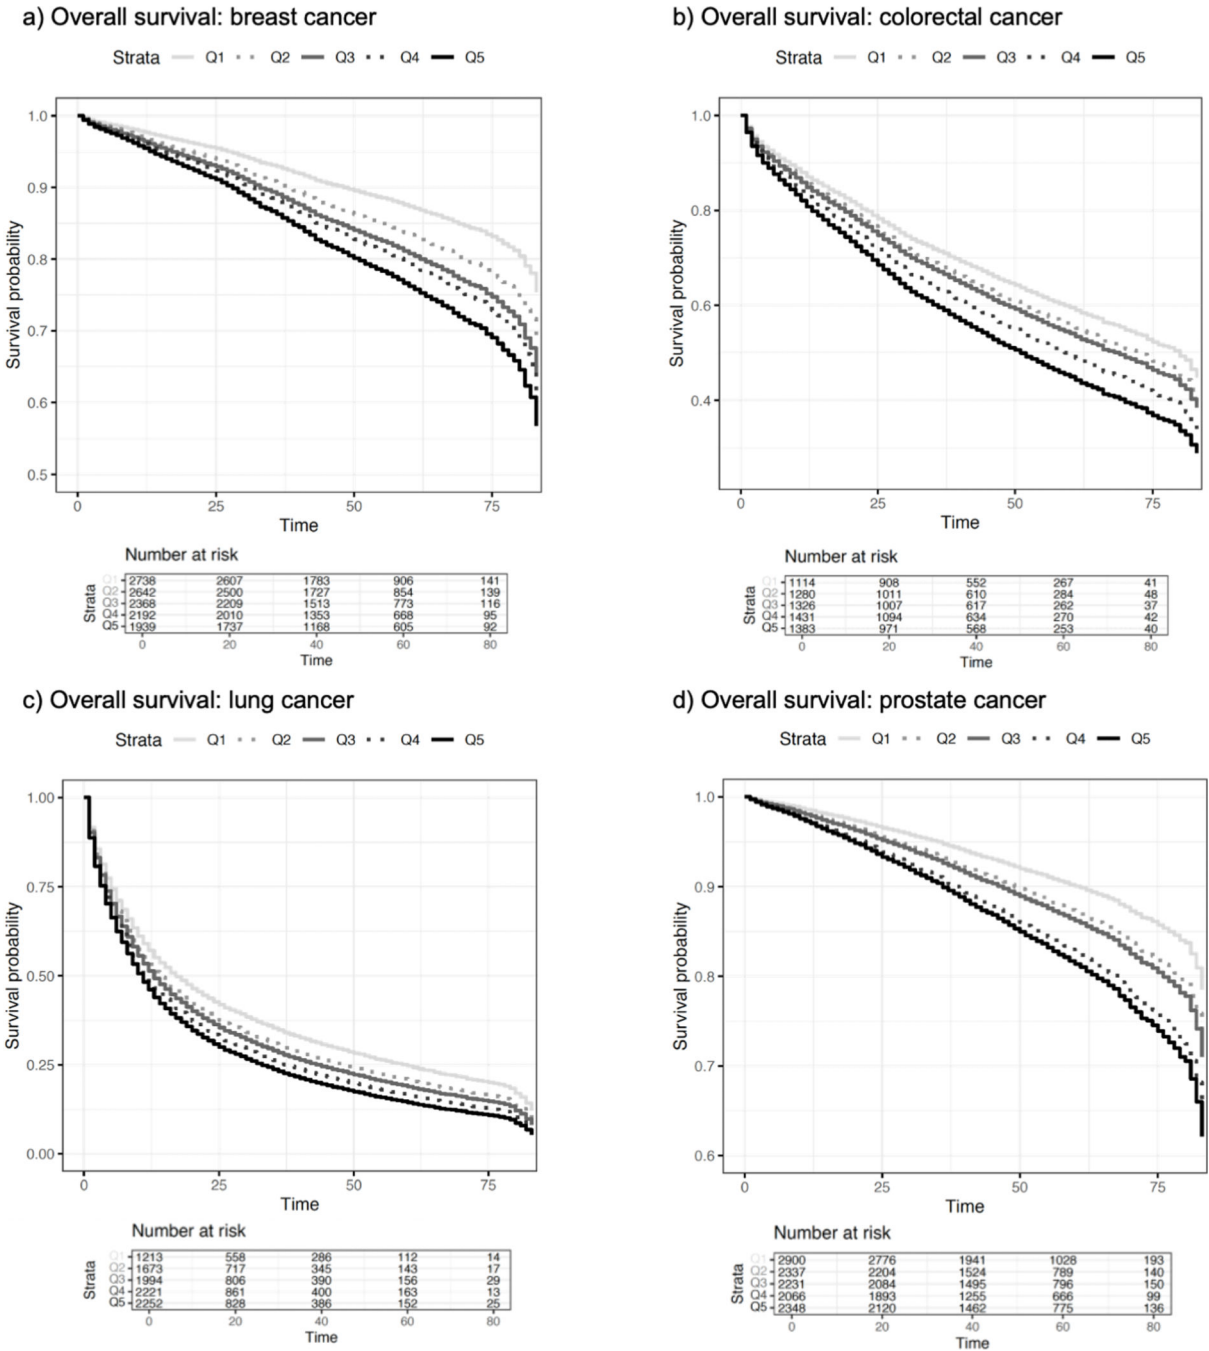 a) Overall survival: breast cancer
Strata Q1 Q2 Q3 Q4 Q5
Survival probability
1.0
0.9
0.8
0.7
0.6
0.5
0 25 50 75
Time
Number at risk
Strata
Q1 2738 2607 1783 906 141
Q2 2642 2500 1727 854 139
Q3 2368 2209 1513 773 116
Q4 2192 2010 1353 668 95
Q5 1939 1737 1168 605 92
0 20 40 60 80
Time
b) Overall survival: colorectal cancer
Strata Q1 Q2 Q3 Q4 Q5
Survival probability
1.0
0.8
0.6
0.4
0 25 50 75
Time
Number at risk
Strata
Q1 1114 908 552 267 41
Q2 1280 1011 610 284 48
Q3 1326 1007 617 262 37
Q4 1431 1094 634 270 42
Q5 1383 971 568 253 40
0 20 40 60 80
Time
c) Overall survival: lung cancer
Strata Q1 Q2 Q3 Q4 Q5
Survival probability
1.00
0.75
0.50
0.25
0.00
0 25 50 75
Time
Number at risk
Strata
Q1 1213 558 286 112 14
Q2 1673 717 345 143 17
Q3 1994 806 390 156 29
Q4 2221 861 400 163 13
Q5 2252 828 386 152 25
0 20 40 60 80
Time
d) Overall survival: prostate cancer
Strata Q1 Q2 Q3 Q4 Q5
Survival probability
1.0
0.9
0.8
0.7
0.6
0 25 50 75
Time
Number at risk
Strata
Q1 2900 2776 1941 1028 193
Q2 2337 2204 1524 789 140
Q3 2231 2084 1495 796 150
Q4 2066 1893 1255 666 99
Q5 2348 2120 1462 775 136
0 20 40 60 80
Time